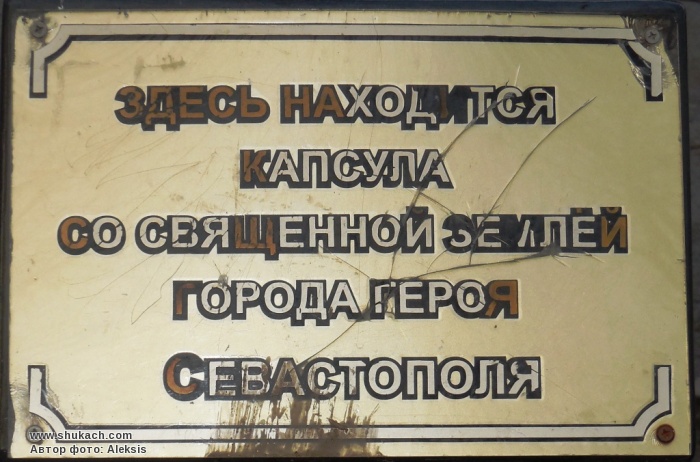 ЗДЕСЬ НАХОДИТСЯ
КАПСУЛА
СО СВЯЩЕННОЙ ЗЕМЛЁЙ
ГОРОДА ГЕРОЯ
СЕВАСТОПОЛЯ
www.shukach.com
Автор фото: Aleksis